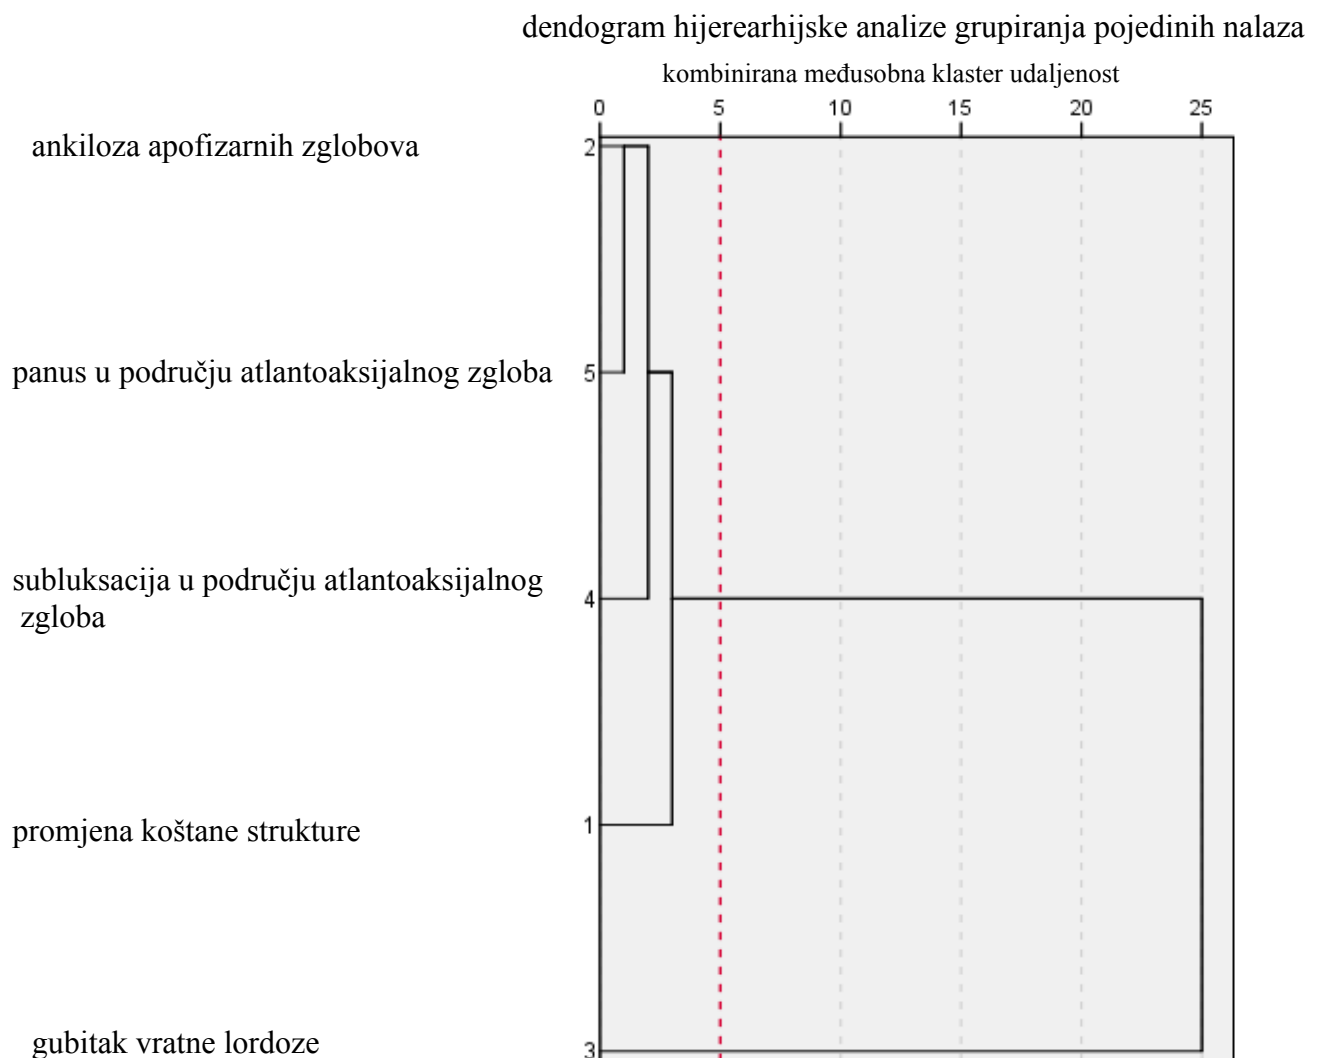 dendogram hijerearhijske analize grupiranja pojedinih nalaza
kombinirana međusobna klaster udaljenost
0 5 10 15 20 25
ankiloza apofizarnih zglobova 2
panus u području atlantoaksijalnog zgloba 5
subluksacija u području atlantoaksijalnog
zgloba 4
promjena koštane strukture 1
gubitak vratne lordoze 3